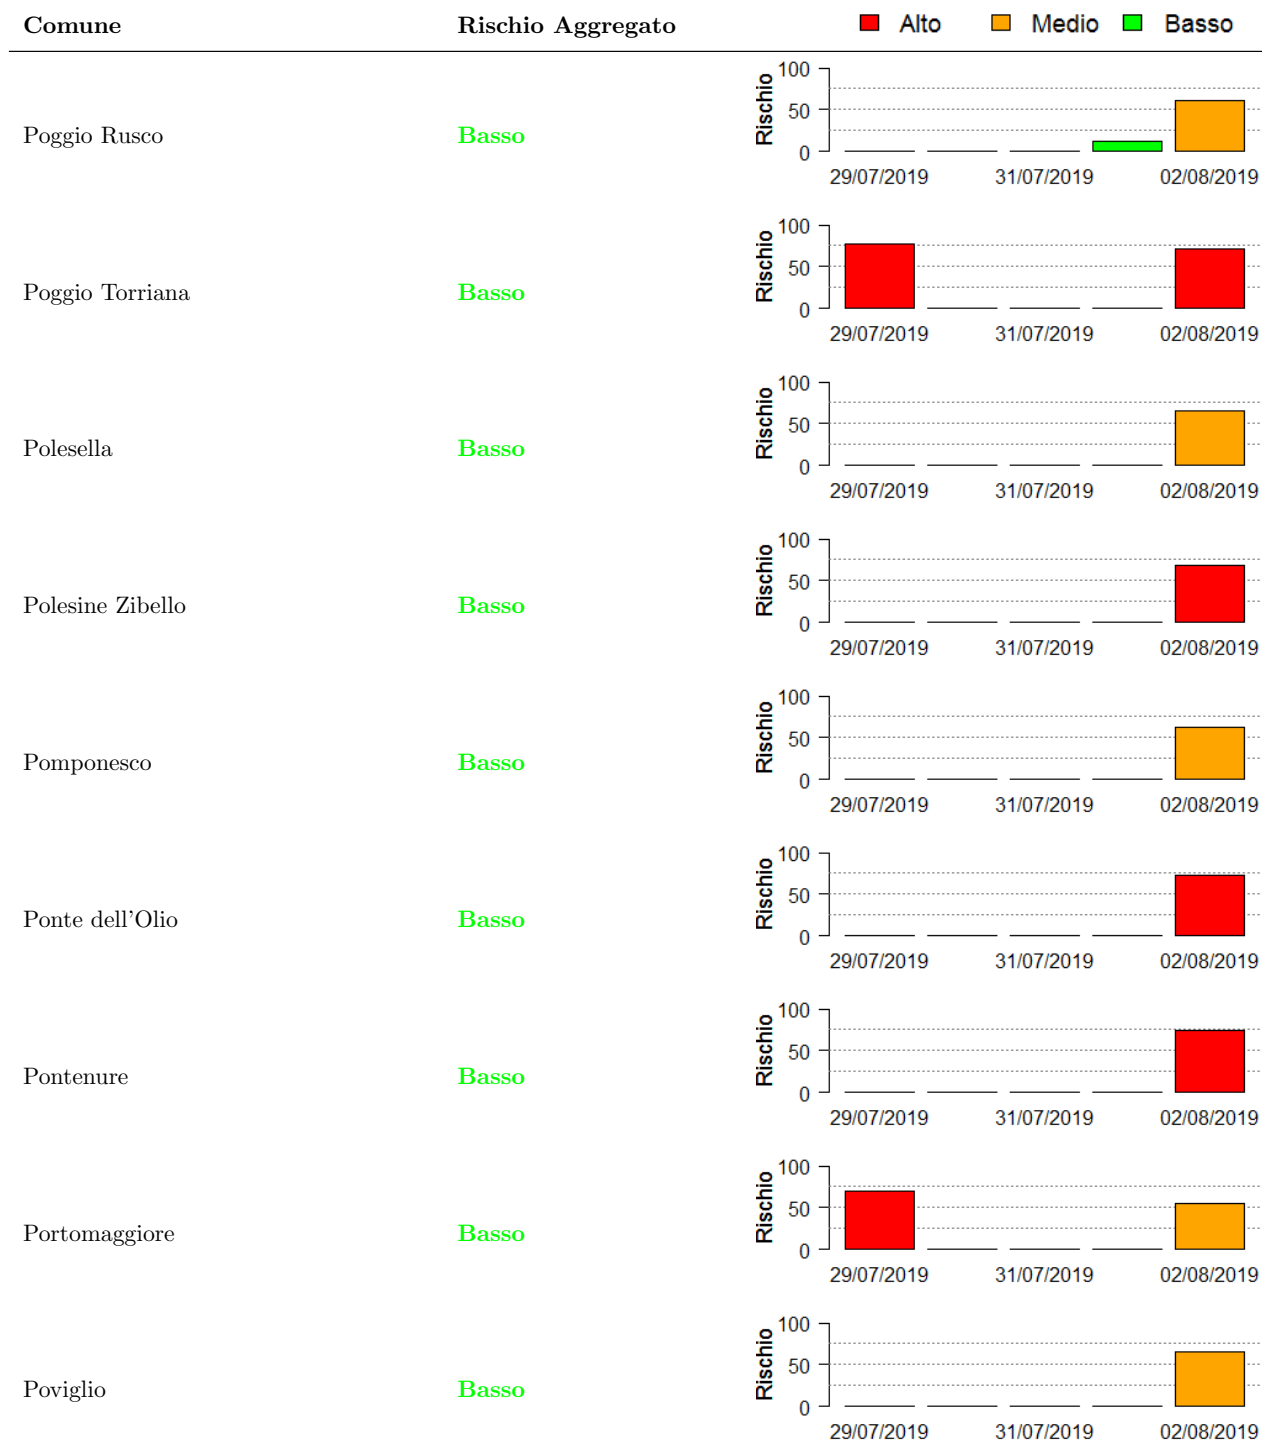 Comune Rischio Aggregato Alto Medio Basso
100
50
0
Rischio
Poggio Rusco Basso
29/07/2019 31/07/2019 02/08/2019
100
50
0
Rischio
Poggio Torriana Basso
29/07/2019 31/07/2019 02/08/2019
100
50
0
Rischio
Polesella Basso
29/07/2019 31/07/2019 02/08/2019
100
50
0
Rischio
Polesine Zibello Basso
29/07/2019 31/07/2019 02/08/2019
100
50
0
Rischio
Pomponesco Basso
29/07/2019 31/07/2019 02/08/2019
100
50
0
Rischio
Ponte dell'Olio Basso
29/07/2019 31/07/2019 02/08/2019
100
50
0
Rischio
Pontenure Basso
29/07/2019 31/07/2019 02/08/2019
100
50
0
Rischio
Portomaggiore Basso
29/07/2019 31/07/2019 02/08/2019
100
50
0
Rischio
Poviglio Basso
29/07/2019 31/07/2019 02/08/2019